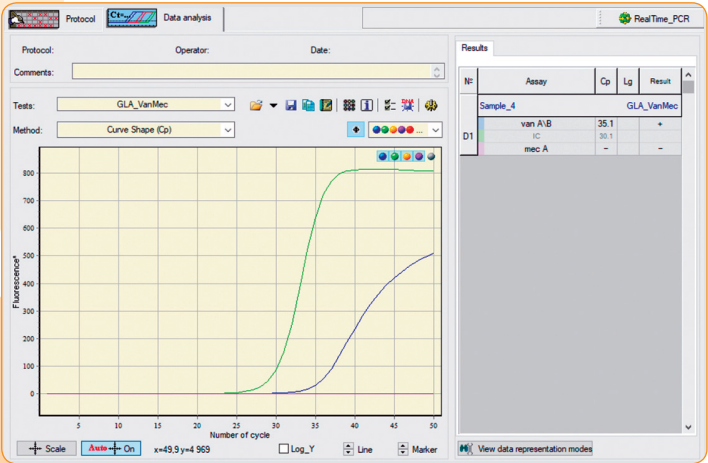 Protocol Ct=... Data analysis RealTime_PCR
Protocol: Operator: Date:
Comments:
Tests: GLA_VanMec
Method: Curve Shape (Cp)
Fluorescence*
800
700
600
500
400
300
200
100
0
5 10 15 20 25 30 35 40 45 50
Number of cycle
Scale Auto On x=49,9 y=4 969 Log_Y Line Marker
Results
№ Assay Cp Lg Result
Sample_4 GLA_VanMec
D1
van A\B 35.1 +
IC 30.1
mec A – –
View data representation modes